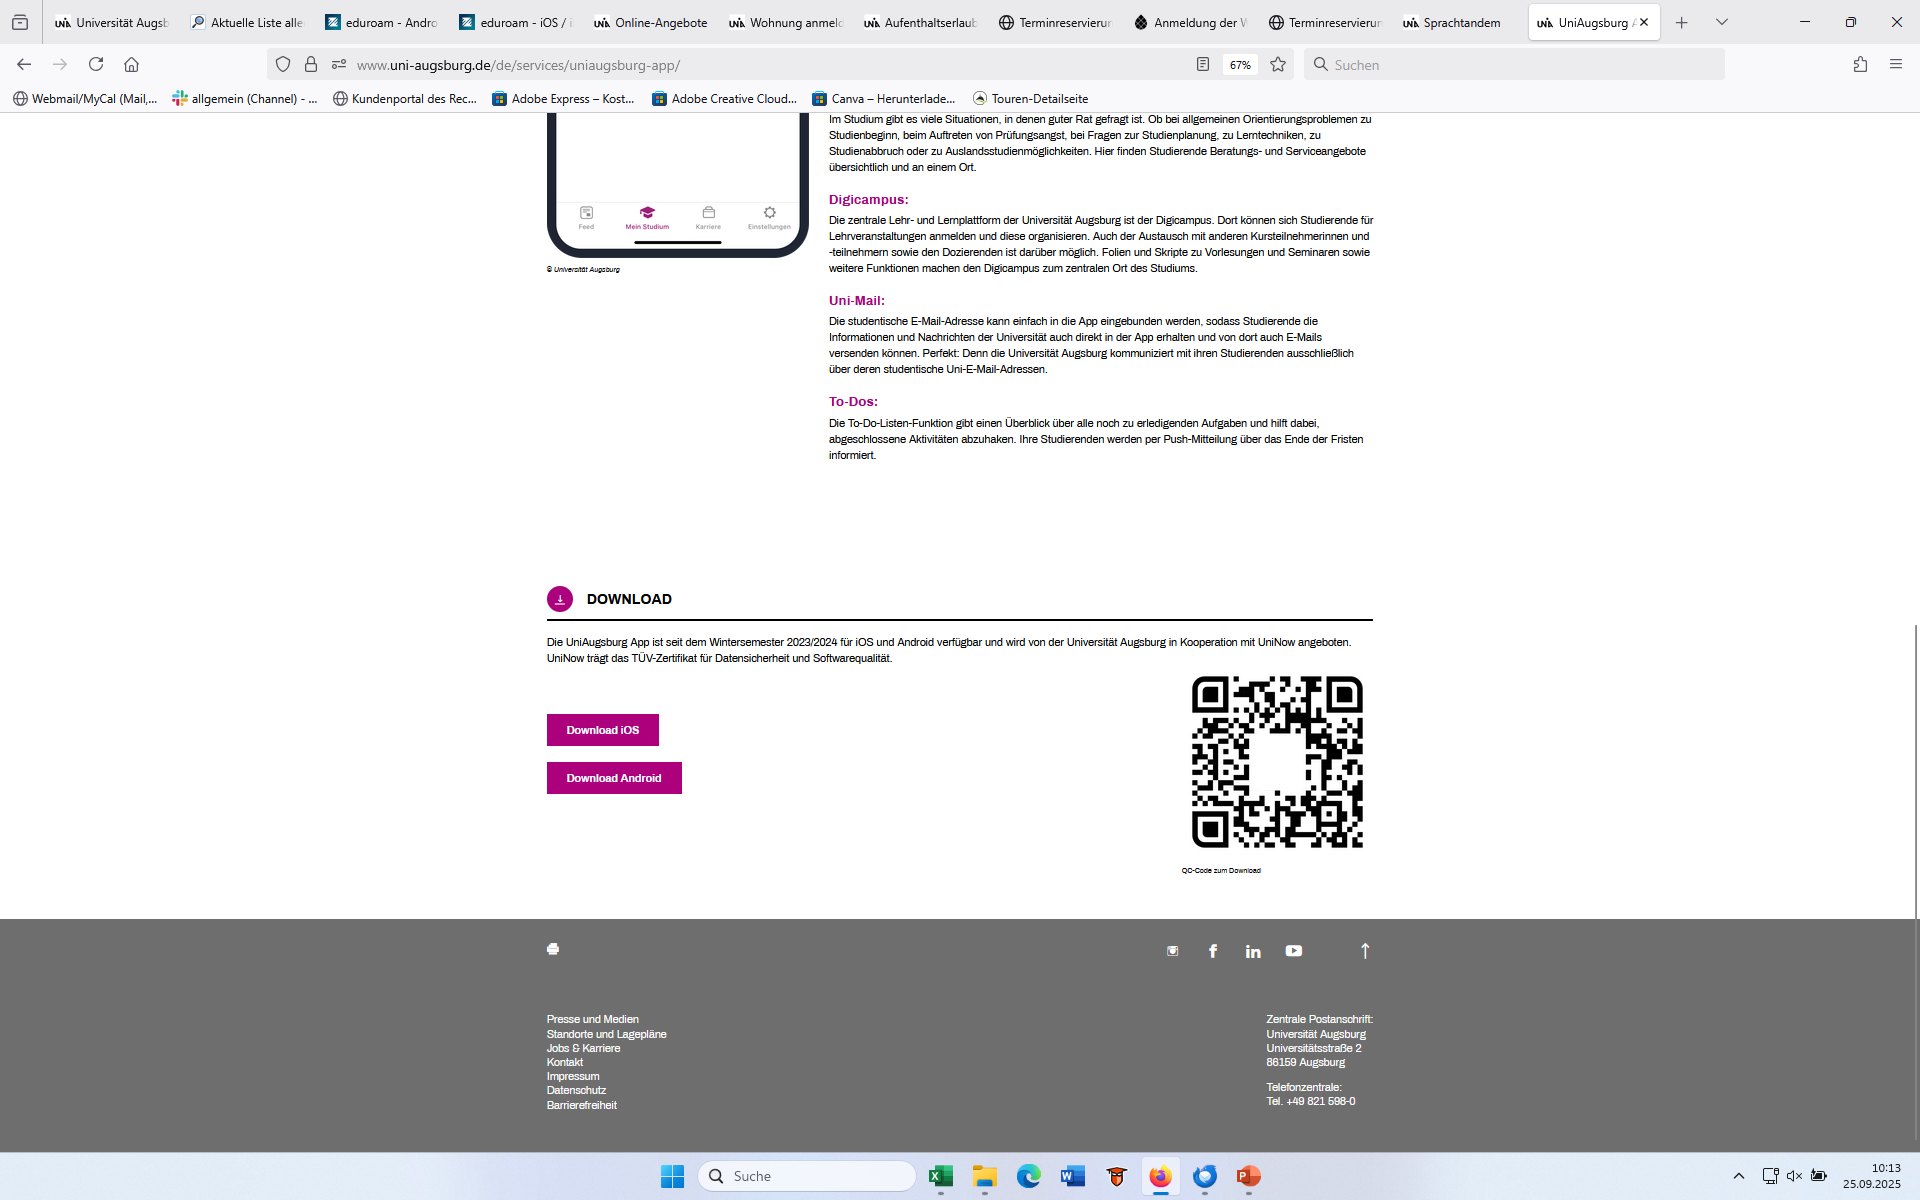 Universität Augsb
Aktuelle Liste alle
eduroam - Andro
eduroam - iOS / i
Online-Angebote
Wohnung anmeld
Aufenthaltserlaub
Terminreservierun
Anmeldung der W
Terminreservierun
Sprachtandem
UniAugsburg A
www.uni-augsburg.de/de/services/uniaugsburg-app/
67%
Suchen
Webmail/MyCal (Mail,...
allgemein (Channel) - ...
Kundenportal des Rec...
Adobe Express – Kost...
Adobe Creative Cloud...
Canva – Herunterlade...
Touren-Detailseite
Feed
Mein Studium
Karriere
Einstellungen
© Universität Augsburg
Im Studium gibt es viele Situationen, in denen guter Rat gefragt ist. Ob bei allgemeinen Orientierungsproblemen zu
Studienbeginn, beim Auftreten von Prüfungsangst, bei Fragen zur Studienplanung, zu Lerntechniken, zu
Studienabbruch oder zu Auslandsstudienmöglichkeiten. Hier finden Studierende Beratungs- und Serviceangebote
übersichtlich und an einem Ort.
Digicampus:
Die zentrale Lehr- und Lernplattform der Universität Augsburg ist der Digicampus. Dort können sich Studierende für
Lehrveranstaltungen anmelden und diese organisieren. Auch der Austausch mit anderen Kursteilnehmerinnen und
-teilnehmern sowie den Dozierenden ist darüber möglich. Folien und Skripte zu Vorlesungen und Seminaren sowie
weitere Funktionen machen den Digicampus zum zentralen Ort des Studiums.
Uni-Mail:
Die studentische E-Mail-Adresse kann einfach in die App eingebunden werden, sodass Studierende die
Informationen und Nachrichten der Universität auch direkt in der App erhalten und von dort auch E-Mails
versenden können. Perfekt: Denn die Universität Augsburg kommuniziert mit ihren Studierenden ausschließlich
über deren studentische Uni-E-Mail-Adressen.
To-Dos:
Die To-Do-Listen-Funktion gibt einen Überblick über alle noch zu erledigenden Aufgaben und hilft dabei,
abgeschlossene Aktivitäten abzuhaken. Ihre Studierenden werden per Push-Mitteilung über das Ende der Fristen
informiert.
DOWNLOAD
Die UniAugsburg App ist seit dem Wintersemester 2023/2024 für iOS und Android verfügbar und wird von der Universität Augsburg in Kooperation mit UniNow angeboten.
UniNow trägt das TÜV-Zertifikat für Datensicherheit und Softwarequalität.
Download iOS
Download Android
QC-Code zum Download
Presse und Medien
Standorte und Lagepläne
Jobs & Karriere
Kontakt
Impressum
Datenschutz
Barrierefreiheit
Zentrale Postanschrift:
Universität Augsburg
Universitätsstraße 2
86159 Augsburg
Telefonzentrale:
Tel. +49 821 598-0
Suche
10:13
25.09.2025